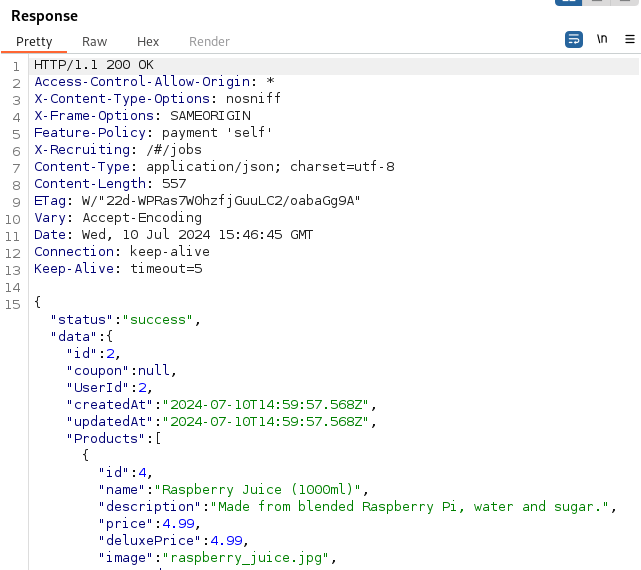 Response
Pretty Raw Hex Render \n
1 HTTP/1.1 200 OK
2 Access-Control-Allow-Origin: *
3 X-Content-Type-Options: nosniff
4 X-Frame-Options: SAMEORIGIN
5 Feature-Policy: payment 'self'
6 X-Recruiting: /#/jobs
7 Content-Type: application/json; charset=utf-8
8 Content-Length: 557
9 ETag: W/"22d-WPRas7W0hzfjGuuLC2/oabaGg9A"
10 Vary: Accept-Encoding
11 Date: Wed, 10 Jul 2024 15:46:45 GMT
12 Connection: keep-alive
13 Keep-Alive: timeout=5
14
15 {
"status":"success",
"data":{
"id":2,
"coupon":null,
"UserId":2,
"createdAt":"2024-07-10T14:59:57.568Z",
"updatedAt":"2024-07-10T14:59:57.568Z",
"Products":[
{
"id":4,
"name":"Raspberry Juice (1000ml)",
"description":"Made from blended Raspberry Pi, water and sugar.",
"price":4.99,
"deluxePrice":4.99,
"image":"raspberry_juice.jpg",